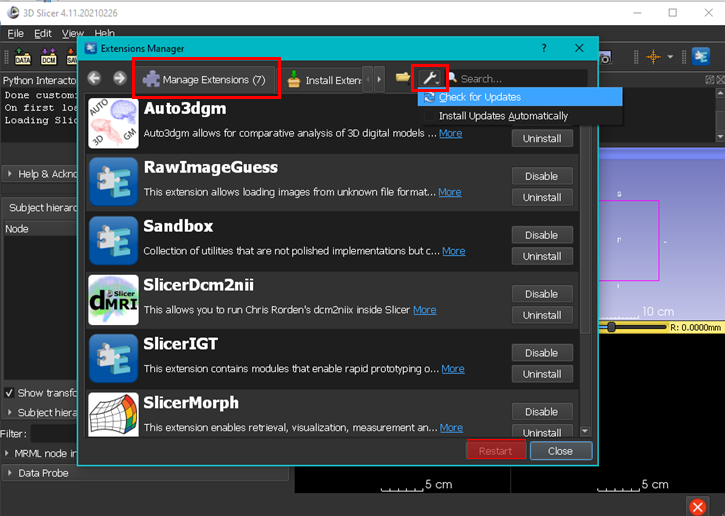 3D Slicer 4.11.20210226
File Edit View Help
Extensions Manager
?
DATA DCM SAV
Manage Extensions (7)
Install Exten
Search...
Check for Updates
Install Updates Automatically
Python Interacto
Done custom
On first loa
Loading Slic
AUTO 3D GM
Auto3dgm
Auto3dgm allows for comparative analysis of 3D digital models ... More
Uninstall
Help & Ackno
RawImageGuess
This extension allows loading images from unknown file format... More
Disable
Uninstall
Subject hierar
Node
Sandbox
Collection of utilities that are not polished implementations but c... More
Disable
Uninstall
Slicer
dMRI
SlicerDcm2nii
This allows you to run Chris Rorden's dcm2niix inside Slicer More
Disable
Uninstall
SlicerIGT
This extension contains modules that enable rapid prototyping o... More
Disable
Uninstall
SlicerMorph
This extension enables retrieval, visualization, measurement an... More
Disable
Uninstall
Show transfo
Subject hiera
Filter:
MRML node in
Data Probe
Restart
Close
10 cm
R: 0.0000mm
5 cm
5 cm